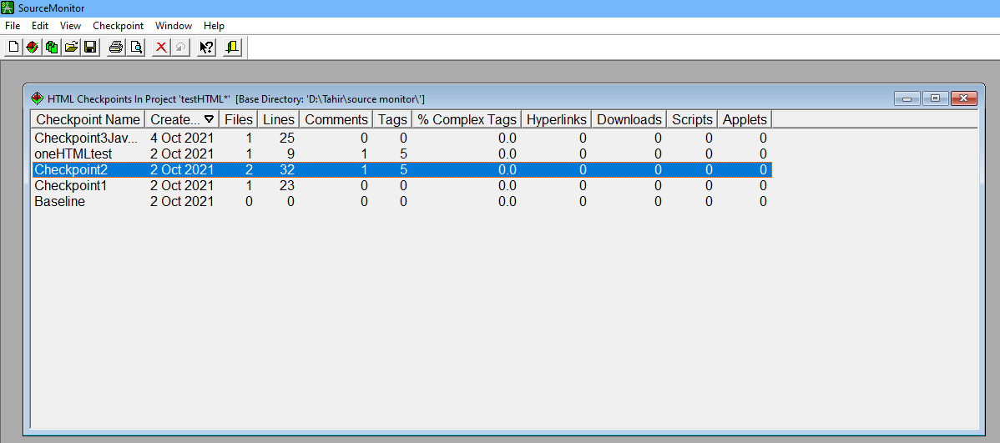 SourceMonitor
File Edit View Checkpoint Window Help
HTML Checkpoints In Project 'testHTML*' [Base Directory: 'D:\Tahir\source monitor\']
Checkpoint Name Create... Files Lines Comments Tags % Complex Tags Hyperlinks Downloads Scripts Applets
Checkpoint3Jav... 4 Oct 2021 1 25 0 0 0.0 0 0 0 0
oneHTMLtest 2 Oct 2021 1 9 1 5 0.0 0 0 0 0
Checkpoint2 2 Oct 2021 2 32 1 5 0.0 0 0 0 0
Checkpoint1 2 Oct 2021 1 23 0 0 0.0 0 0 0 0
Baseline 2 Oct 2021 0 0 0 0 0.0 0 0 0 0